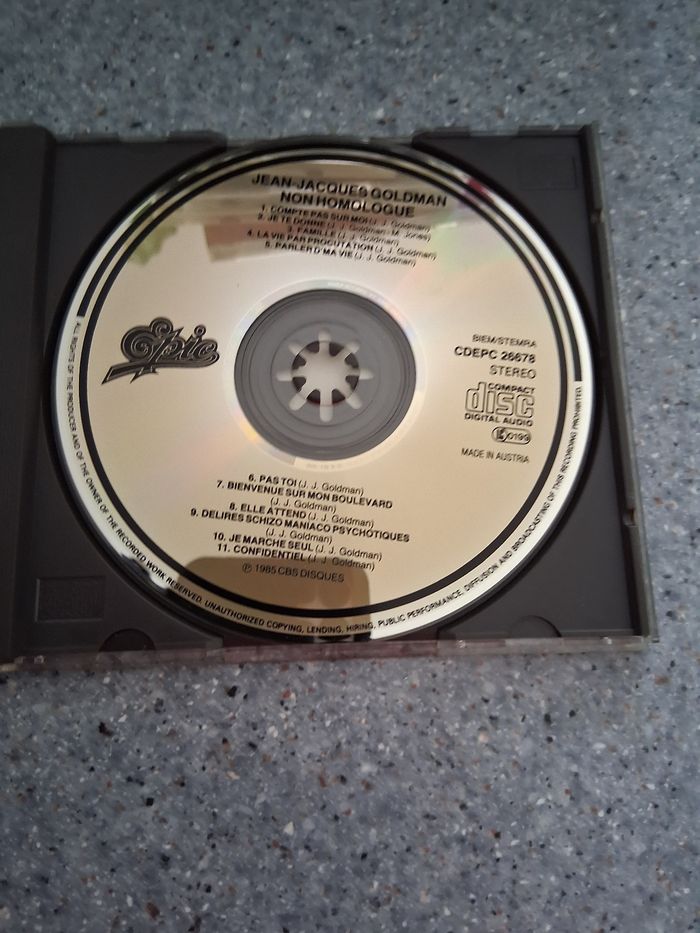 JEAN-JACQUES GOLDMAN
NON HOMOLOGUE
1. COMPTE PAS SUR MOI (J. J. Goldman)
2. JE TE DONNE (J. J. Goldman - M. Jones)
3. FAMILLE (J. J. Goldman)
4. LA VIE PAR PROCUTATION (J. J. Goldman)
5. PARLER D'MA VIE (J. J. Goldman)
Epic
BIEM/STEMRA
CDEPC 26678
STEREO
COMPACT
disc
DIGITAL AUDIO
LC 0199
MADE IN AUSTRIA
6. PAS TOI (J. J. Goldman)
7. BIENVENUE SUR MON BOULEVARD
(J. J. Goldman)
8. ELLE ATTEND (J. J. Goldman)
9. DELIRES SCHIZO MANIACO PSYCHOTIQUES
(J. J. Goldman)
10. JE MARCHE SEUL (J. J. Goldman)
11. CONFIDENTIEL (J. J. Goldman)
℗ 1985 CBS DISQUES
ALL RIGHTS OF THE PRODUCER AND OF THE OWNER OF THE RECORDED WORK RESERVED. UNAUTHORIZED COPYING, LENDING, HIRING, PUBLIC PERFORMANCE, DIFFUSION AND BROADCASTING OF THIS RECORDING PROHIBITED.